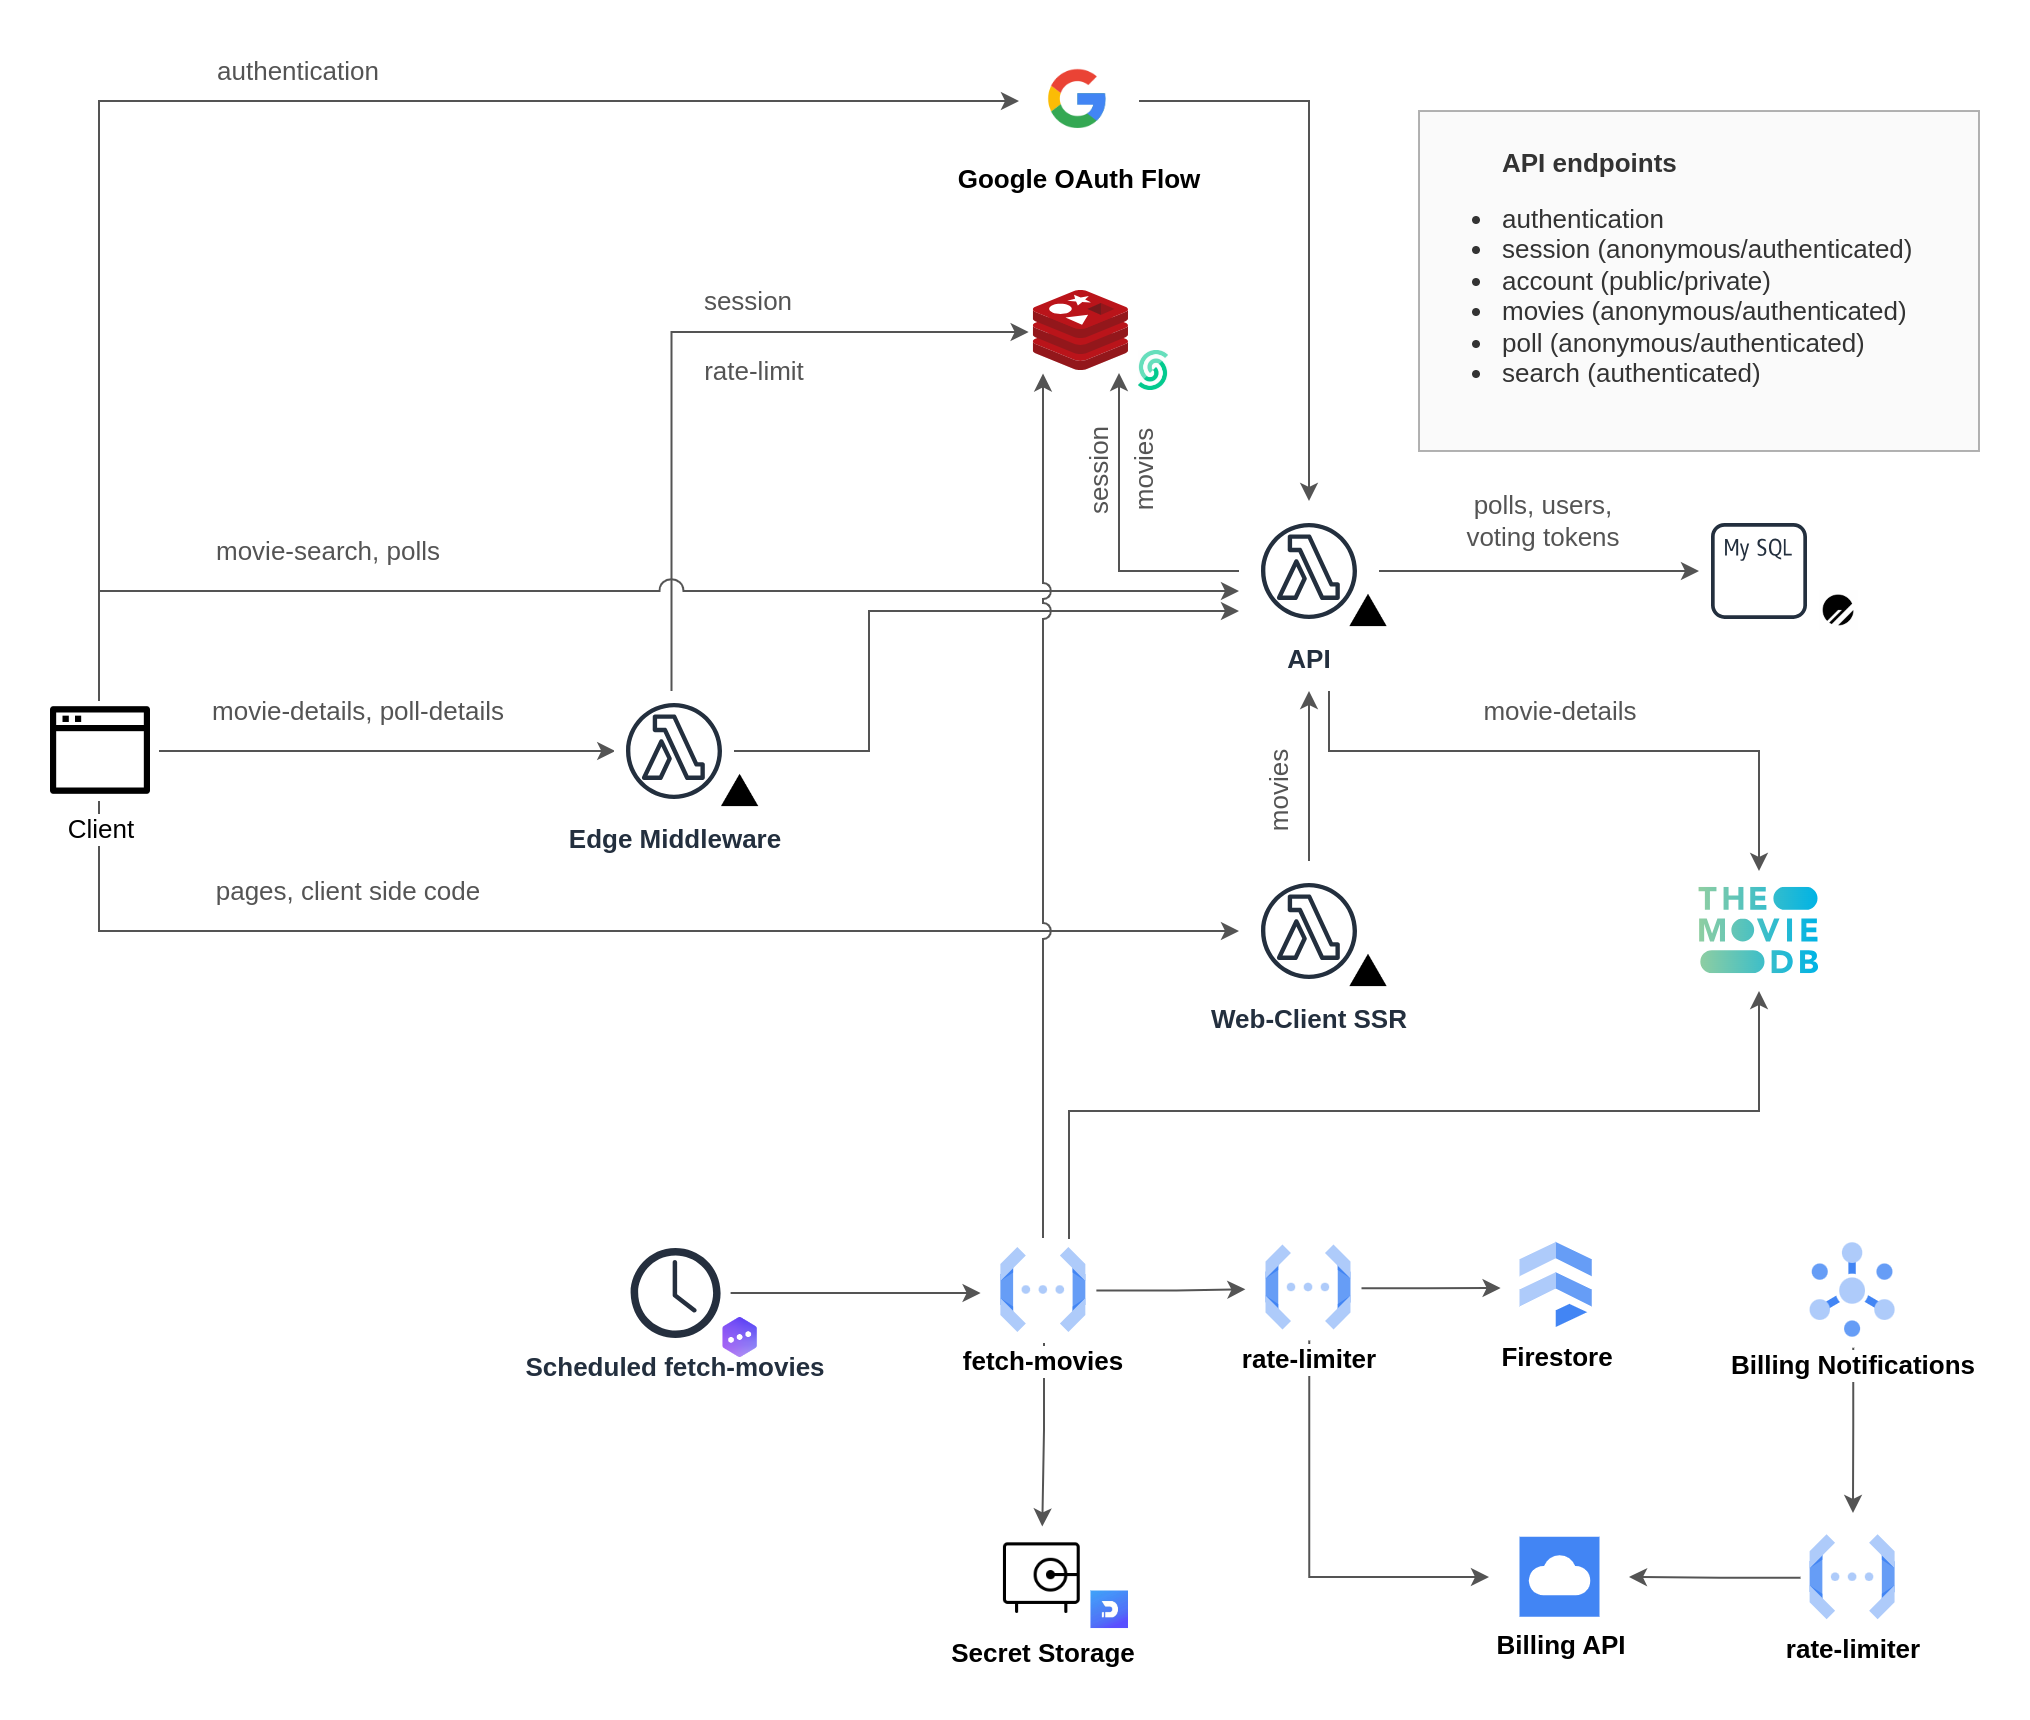 authentication
Google OAuth Flow
API endpoints
authentication
session (anonymous/authenticated)
account (public/private)
movies (anonymous/authenticated)
poll (anonymous/authenticated)
search (authenticated)
session
rate-limit
session
movies
movie-search, polls
polls, users,
voting tokens
My SQL
API
movie-details, poll-details
movie-details
Client
Edge Middleware
movies
pages, client side code
THE
MOVIE
DB
Web-Client SSR
Scheduled fetch-movies
fetch-movies
rate-limiter
Firestore
Billing Notifications
Secret Storage
Billing API
rate-limiter